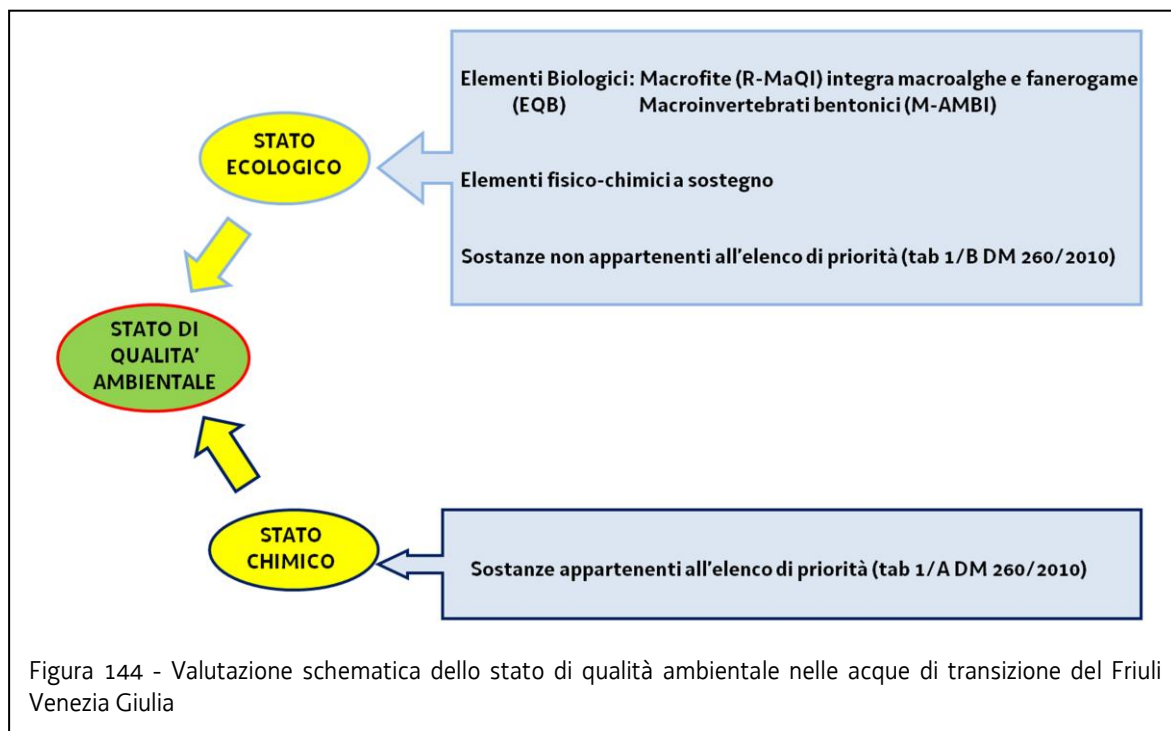 Elementi Biologici: Macrofite (R-MaQI) integra macroalghe e fanerogame
(EQB) Macroinvertebrati bentonici (M-AMBI)
STATO
ECOLOGICO
Elementi fisico-chimici a sostegno
Sostanze non appartenenti all'elenco di priorità (tab 1/B DM 260/2010)
STATO DI
QUALITA'
AMBIENTALE
STATO
CHIMICO
Sostanze appartenenti all'elenco di priorità (tab 1/A DM 260/2010)
Figura 144 - Valutazione schematica dello stato di qualità ambientale nelle acque di transizione del Friuli
Venezia Giulia